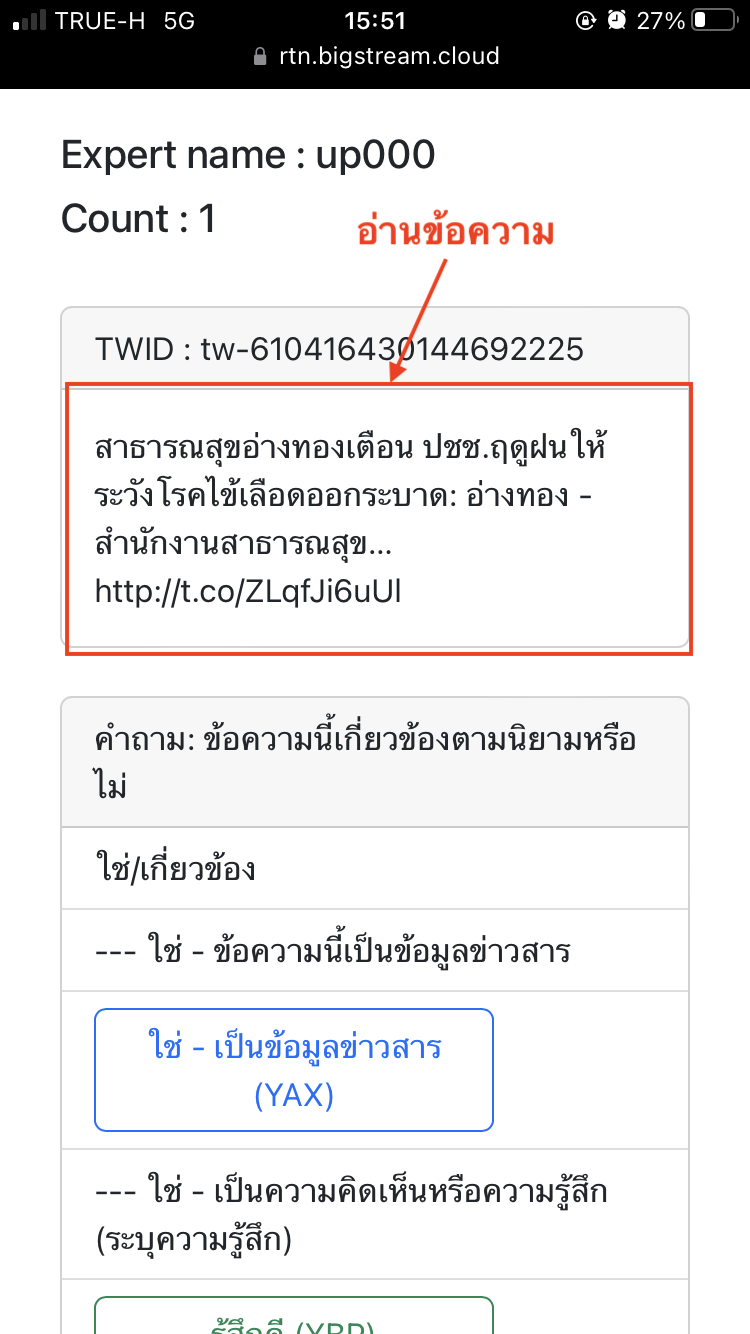 TRUE-H 5G 15:51 27%
rtn.bigstream.cloud
Expert name : up000
Count : 1
อ่านข้อความ
TWID : tw-610416430144692225
สาธารณสุขอ่างทองเตือน ปชช.ฤดูฝนให้
ระวังโรคไข้เลือดออกระบาด: อ่างทอง -
สำนักงานสาธารณสุข...
http://t.co/ZLqfJi6uUl
คำถาม: ข้อความนี้เกี่ยวข้องตามนิยามหรือ
ไม่
ใช่/เกี่ยวข้อง
--- ใช่ - ข้อความนี้เป็นข้อมูลข่าวสาร
ใช่ - เป็นข้อมูลข่าวสาร
(YAX)
--- ใช่ - เป็นความคิดเห็นหรือความรู้สึก
(ระบุความรู้สึก)
รู้สึกดี (YBP)